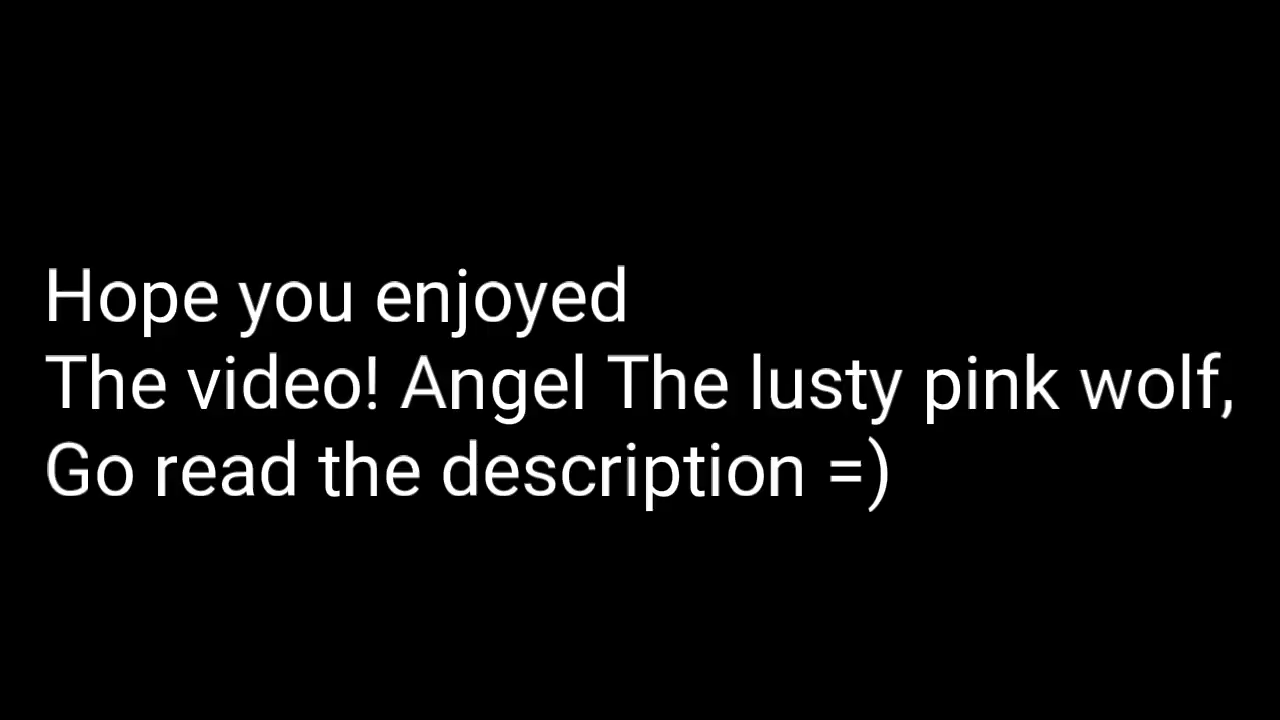 Hope you enjoyed
The video! Angel The lusty pink wolf,
Go read the description =)